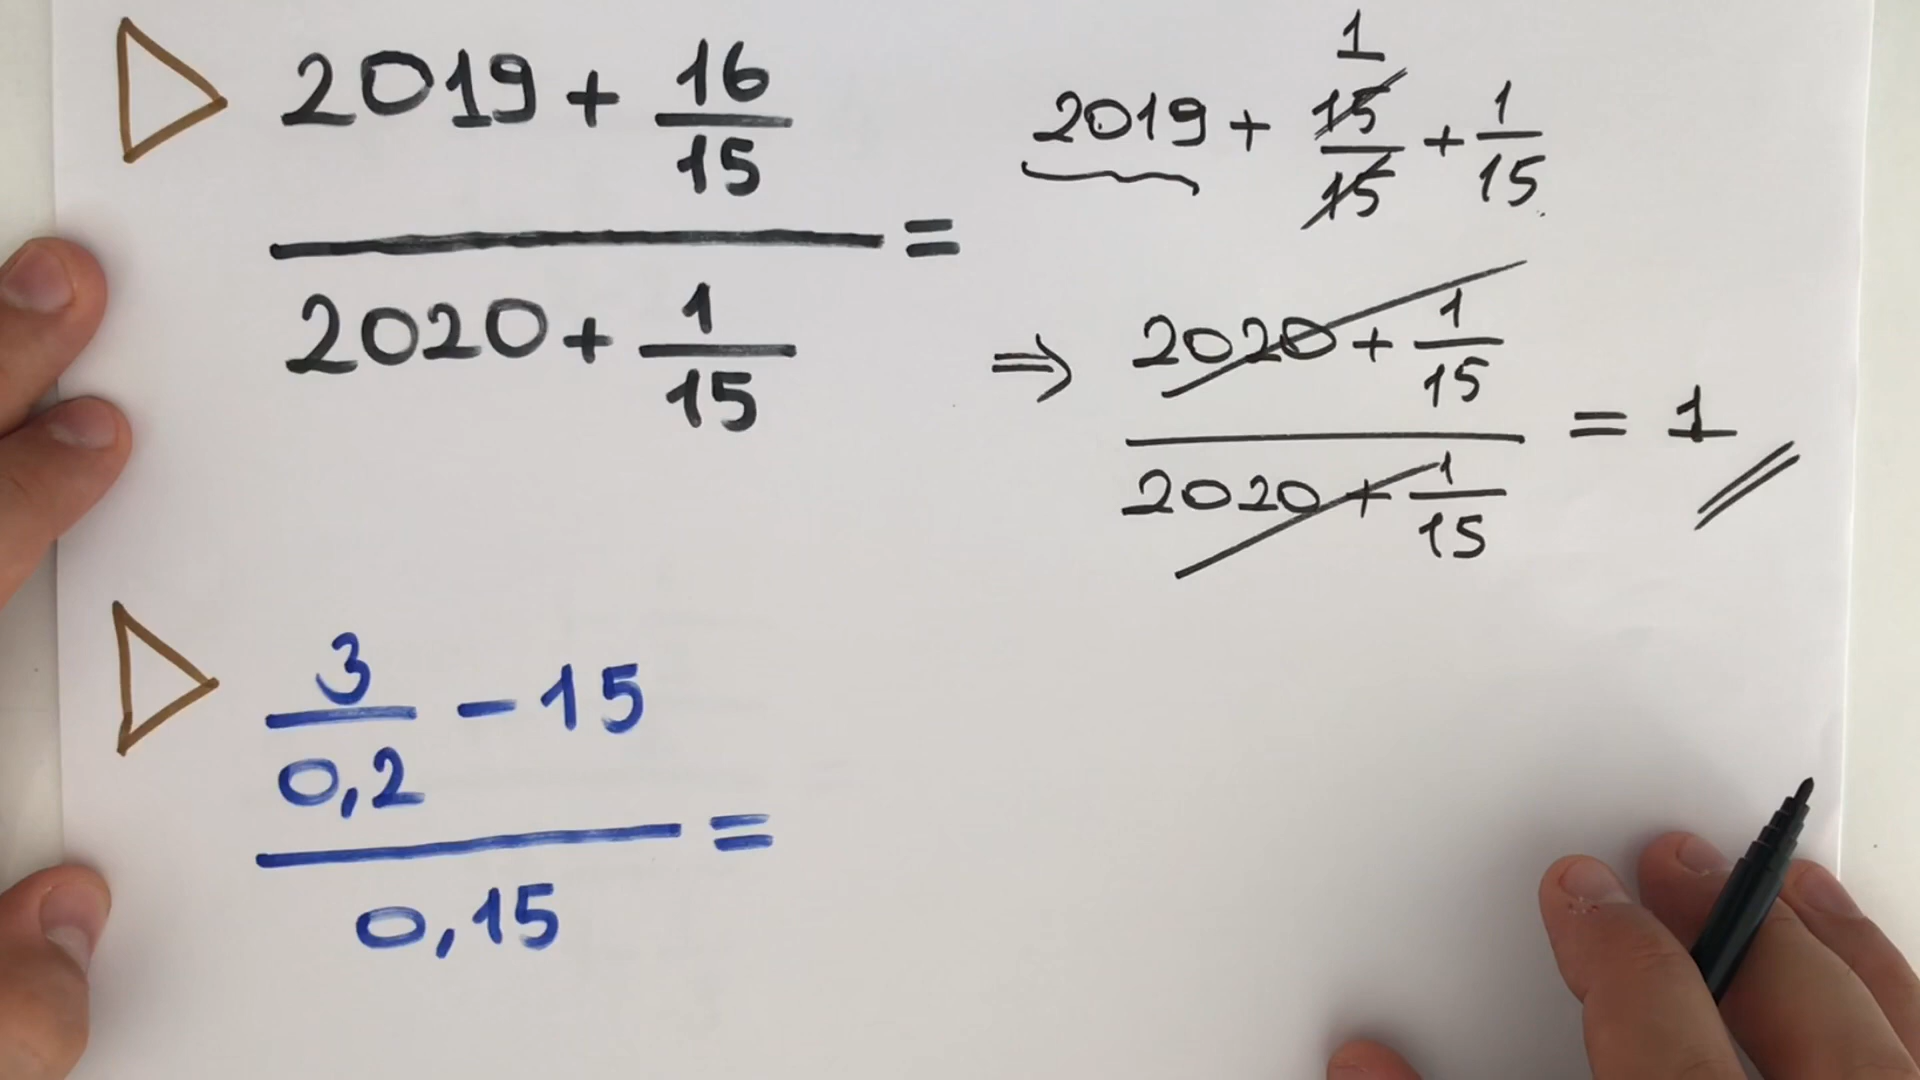 2019 + 16/15
2020 + 1/15
=
2019 + 15/15 + 1/15
1
⇒ 2020 + 1/15
2020 + 1/15
= 1
3/0,2 - 15
0,15
=